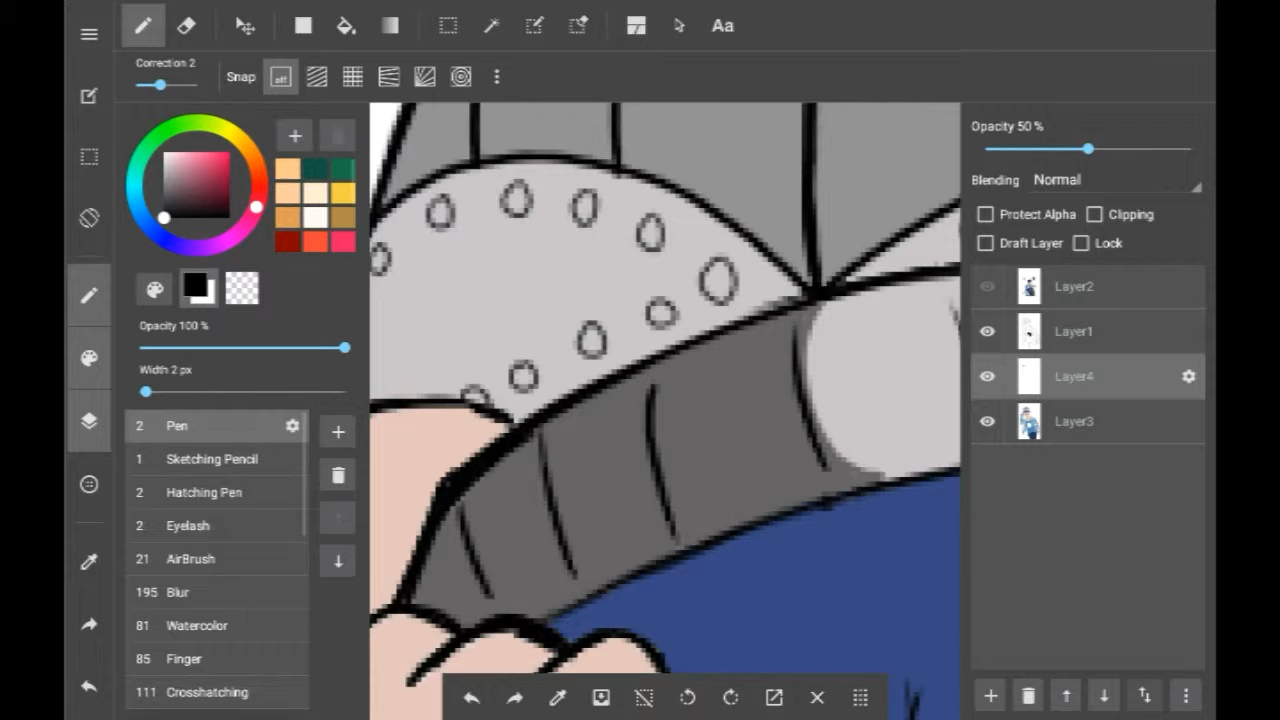 Aa
Correction 2
Snap
off
Opacity 100 %
Width 2 px
2 Pen
1 Sketching Pencil
2 Hatching Pen
2 Eyelash
21 AirBrush
195 Blur
81 Watercolor
85 Finger
111 Crosshatching
Opacity 50 %
Blending Normal
Protect Alpha Clipping
Draft Layer Lock
Layer2
Layer1
Layer4
Layer3